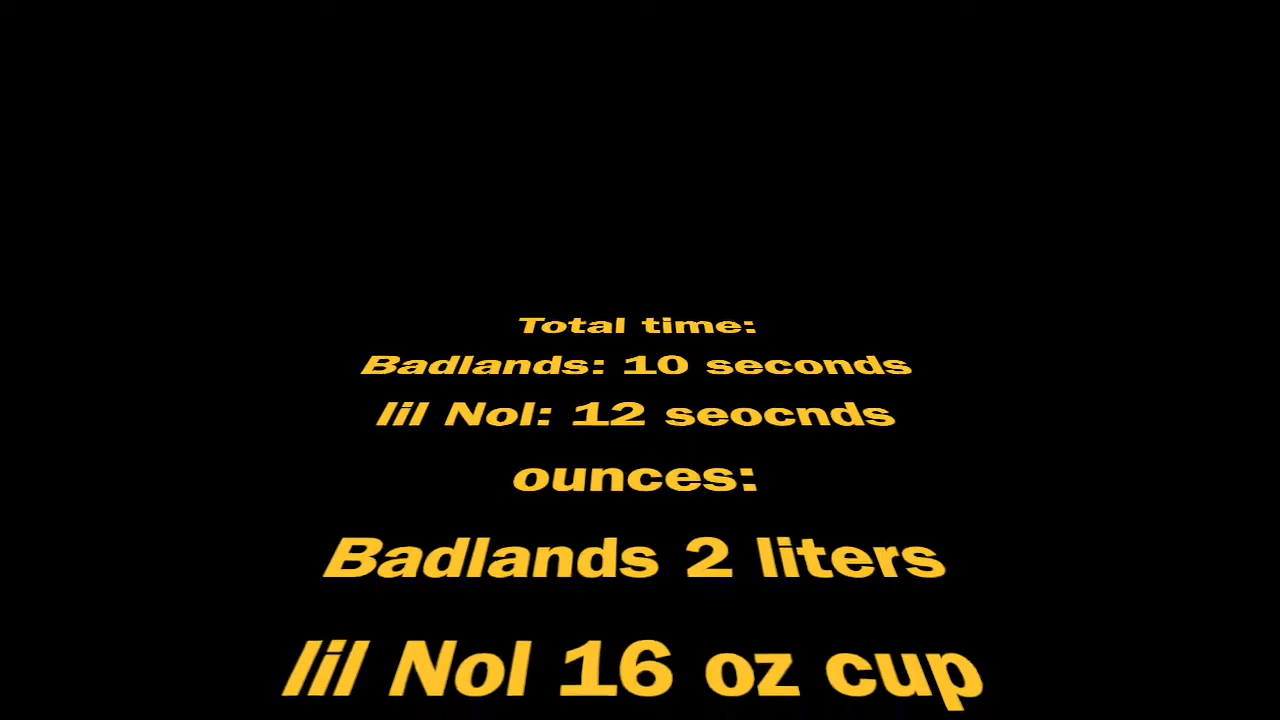 Total time:
Badlands: 10 seconds
lil Nol: 12 seocnds
ounces:
Badlands 2 liters
lil Nol 16 oz cup